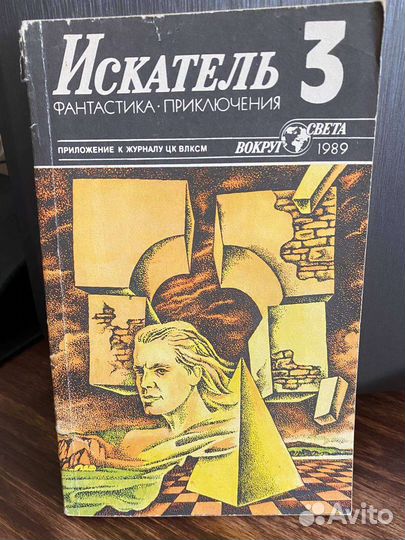 Искатель 3
ФАНТАСТИКА · ПРИКЛЮЧЕНИЯ
ПРИЛОЖЕНИЕ К ЖУРНАЛУ ЦК ВЛКСМ
ВОКРУГ СВЕТА
1989
Avito